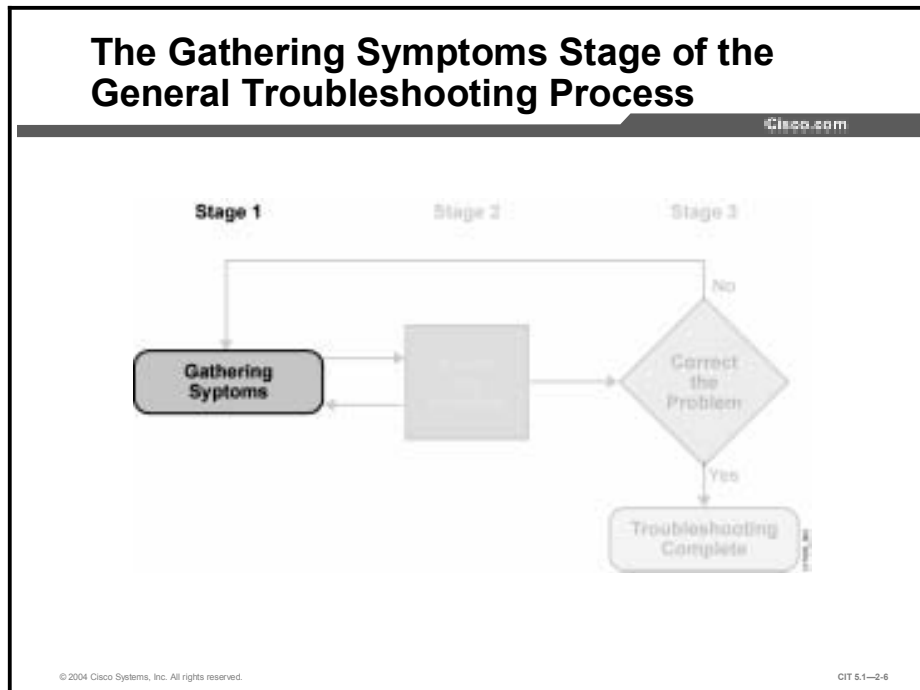 The Gathering Symptoms Stage of the
General Troubleshooting Process
Cisco.com
Stage 1
Stage 2
Stage 3
No
Gathering
Syptoms
Correct
the
Problem
Yes
Troubleshooting
Complete
© 2004 Cisco Systems, Inc. All rights reserved.
CIT 5.1—2-6